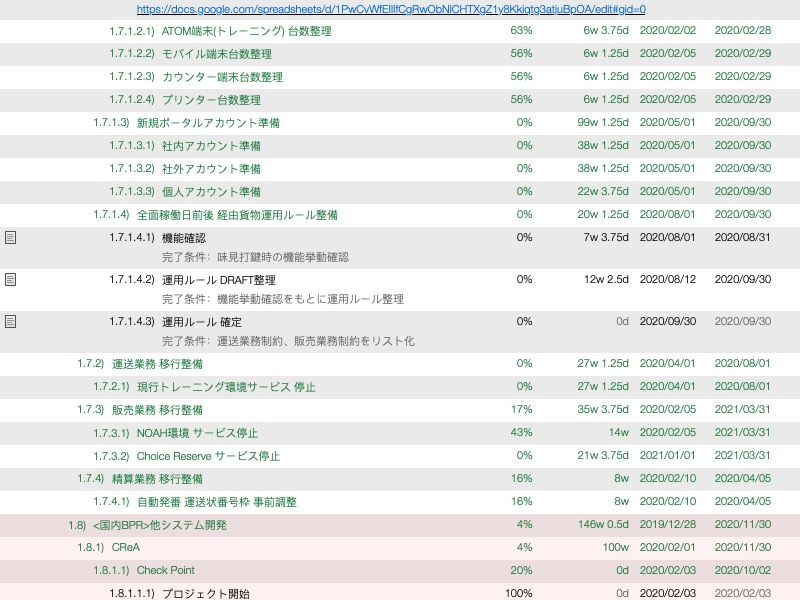 https://docs.google.com/spreadsheets/d/1PwCvWfEIllfCgRwObNlCHTXgZ1y8Kkiqtg3atjuBpOA/edit#gid=0
1.7.1.2.1) ATOM端末(トレーニング) 台数整理 63% 6w 3.75d 2020/02/02 2020/02/28
1.7.1.2.2) モバイル端末台数整理 56% 6w 1.25d 2020/02/05 2020/02/29
1.7.1.2.3) カウンター端末台数整理 56% 6w 1.25d 2020/02/05 2020/02/29
1.7.1.2.4) プリンター台数整理 56% 6w 1.25d 2020/02/01 2020/02/29
1.7.1.3) 新規ポータルアカウント準備 0% 99w 1.25d 2020/05/01 2020/09/30
1.7.1.3.1) 社内アカウント準備 0% 38w 1.25d 2020/05/01 2020/09/30
1.7.1.3.2) 社外アカウント準備 0% 38w 1.25d 2020/05/01 2020/09/30
1.7.1.3.3) 個人アカウント準備 0% 22w 3.75d 2020/05/01 2020/09/30
1.7.1.4) 全面稼働日前後 経由貨物運用ルール整備 0% 20w 1.25d 2020/08/01 2020/09/30
1.7.1.4.1) 機能確認 0% 7w 3.75d 2020/08/01 2020/08/31
完了条件: 味見打鍵時の機能挙動確認
1.7.1.4.2) 運用ルール DRAFT整理 0% 12w 2.5d 2020/08/12 2020/09/30
完了条件: 機能挙動確認をもとに運用ルール整理
1.7.1.4.3) 運用ルール 確定 0% 0d 2020/09/30 2020/09/30
完了条件: 運送業務制約、販売業務制約をリスト化
1.7.2) 運送業務 移行整備 0% 27w 1.25d 2020/04/01 2020/08/01
1.7.2.1) 現行トレーニング環境サービス 停止 0% 27w 1.25d 2020/04/01 2020/08/01
1.7.3) 販売業務 移行整備 17% 35w 3.75d 2020/02/05 2021/03/31
1.7.3.1) NOAH環境 サービス停止 43% 14w 2020/02/05 2021/03/31
1.7.3.2) Choice Reserve サービス停止 0% 21w 3.75d 2021/01/01 2021/03/31
1.7.4) 精算業務 移行整備 16% 8w 2020/02/10 2020/04/05
1.7.4.1) 自動発番 運送状番号枠 事前調整 16% 8w 2020/02/10 2020/04/05
1.8) <国内BPR>他システム開発 4% 146w 0.5d 2019/12/28 2020/11/30
1.8.1) CReA 4% 100w 2020/02/01 2020/11/30
1.8.1.1) Check Point 20% 0d 2020/02/03 2020/10/02
1.8.1.1.1) プロジェクト開始 100% 0d 2020/02/03 2020/02/03